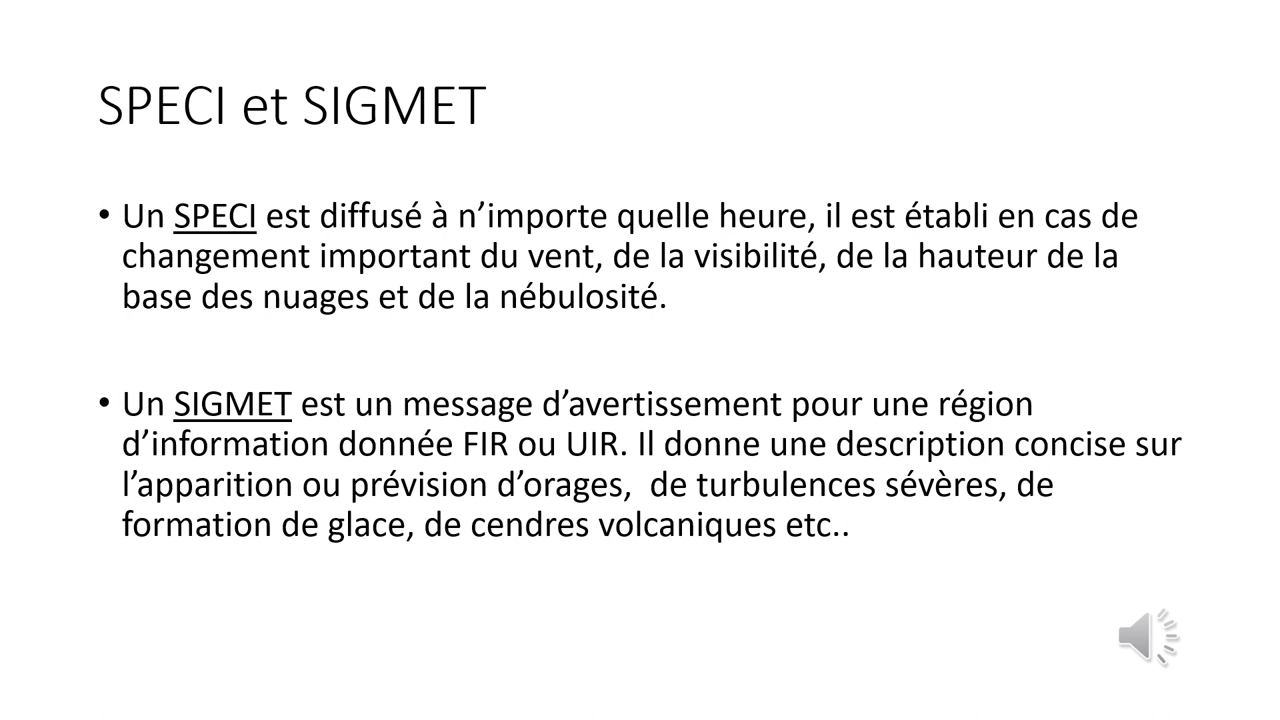 SPECI et SIGMET
• Un SPECI est diffusé à n’importe quelle heure, il est établi en cas de
changement important du vent, de la visibilité, de la hauteur de la
base des nuages et de la nébulosité.
• Un SIGMET est un message d’avertissement pour une région
d’information donnée FIR ou UIR. Il donne une description concise sur
l’apparition ou prévision d’orages,  de turbulences sévères, de
formation de glace, de cendres volcaniques etc..